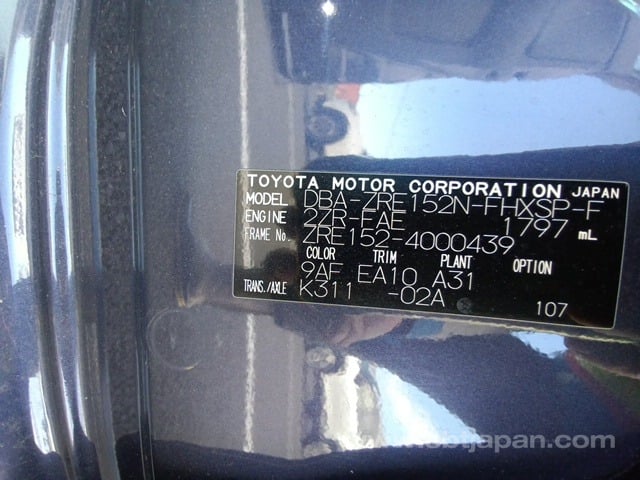 TOYOTA MOTOR CORPORATION JAPAN
MODEL DBA-ZRE152N-FHXSP-F
ENGINE 2ZR-FAE 1797 mL
FRAME No. ZRE152-4000439
COLOR TRIM PLANT OPTION
9AF EA10 A31
TRANS./AXLE K311 -02A
107
japan.com